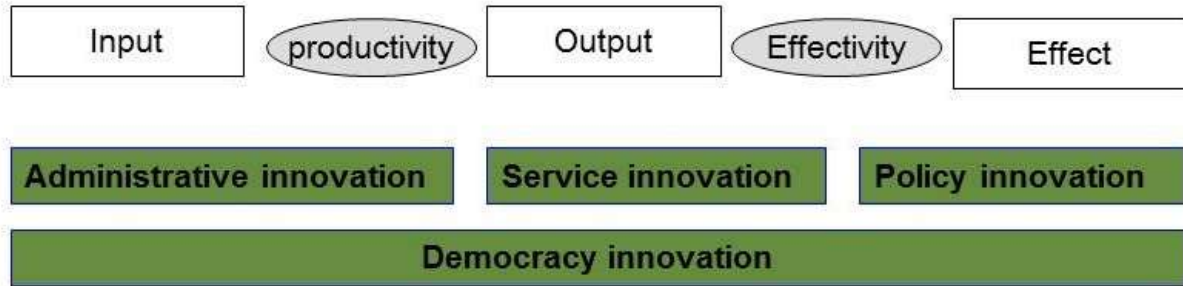 Input productivity Output Effectivity Effect
Administrative innovation Service innovation Policy innovation
Democracy innovation